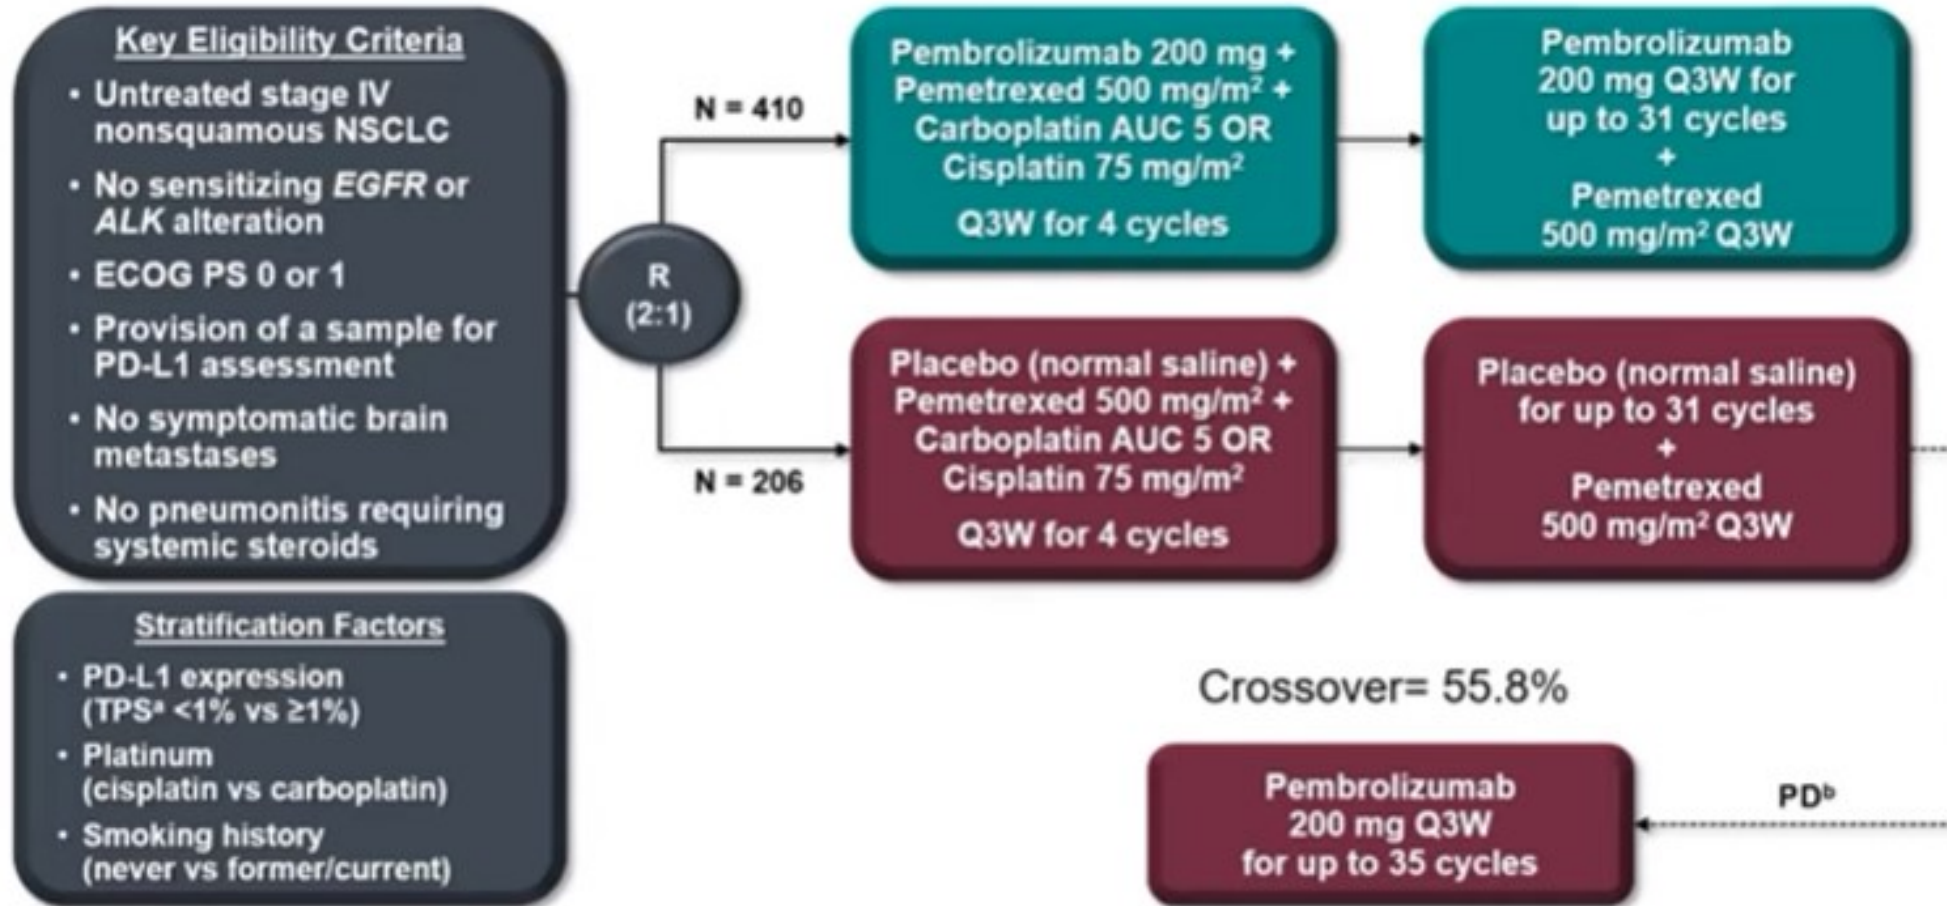 Key Eligibility Criteria
• Untreated stage IV
nonsquamous NSCLC
• No sensitizing EGFR or
ALK alteration
• ECOG PS 0 or 1
• Provision of a sample for
PD-L1 assessment
• No symptomatic brain
metastases
• No pneumonitis requiring
systemic steroids
Stratification Factors
• PD-L1 expression
(TPSᵃ <1% vs ≥1%)
• Platinum
(cisplatin vs carboplatin)
• Smoking history
(never vs former/current)
R
(2:1)
N = 410
Pembrolizumab 200 mg +
Pemetrexed 500 mg/m² +
Carboplatin AUC 5 OR
Cisplatin 75 mg/m²
Q3W for 4 cycles
Pembrolizumab
200 mg Q3W for
up to 31 cycles
+
Pemetrexed
500 mg/m² Q3W
N = 206
Placebo (normal saline) +
Pemetrexed 500 mg/m² +
Carboplatin AUC 5 OR
Cisplatin 75 mg/m²
Q3W for 4 cycles
Placebo (normal saline)
for up to 31 cycles
+
Pemetrexed
500 mg/m² Q3W
Crossover= 55.8%
PDᵇ
Pembrolizumab
200 mg Q3W
for up to 35 cycles